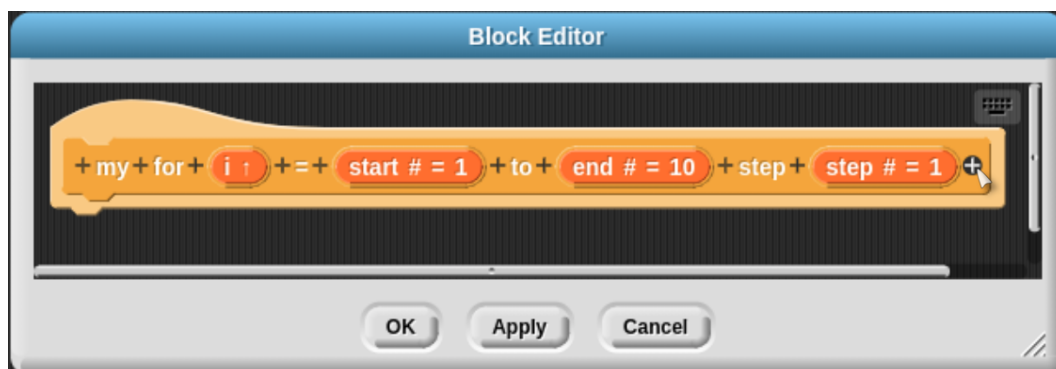 Block Editor
+ my + for + i ↑ + = + start # = 1 + to + end # = 10 + step + step # = 1 +
OK Apply Cancel